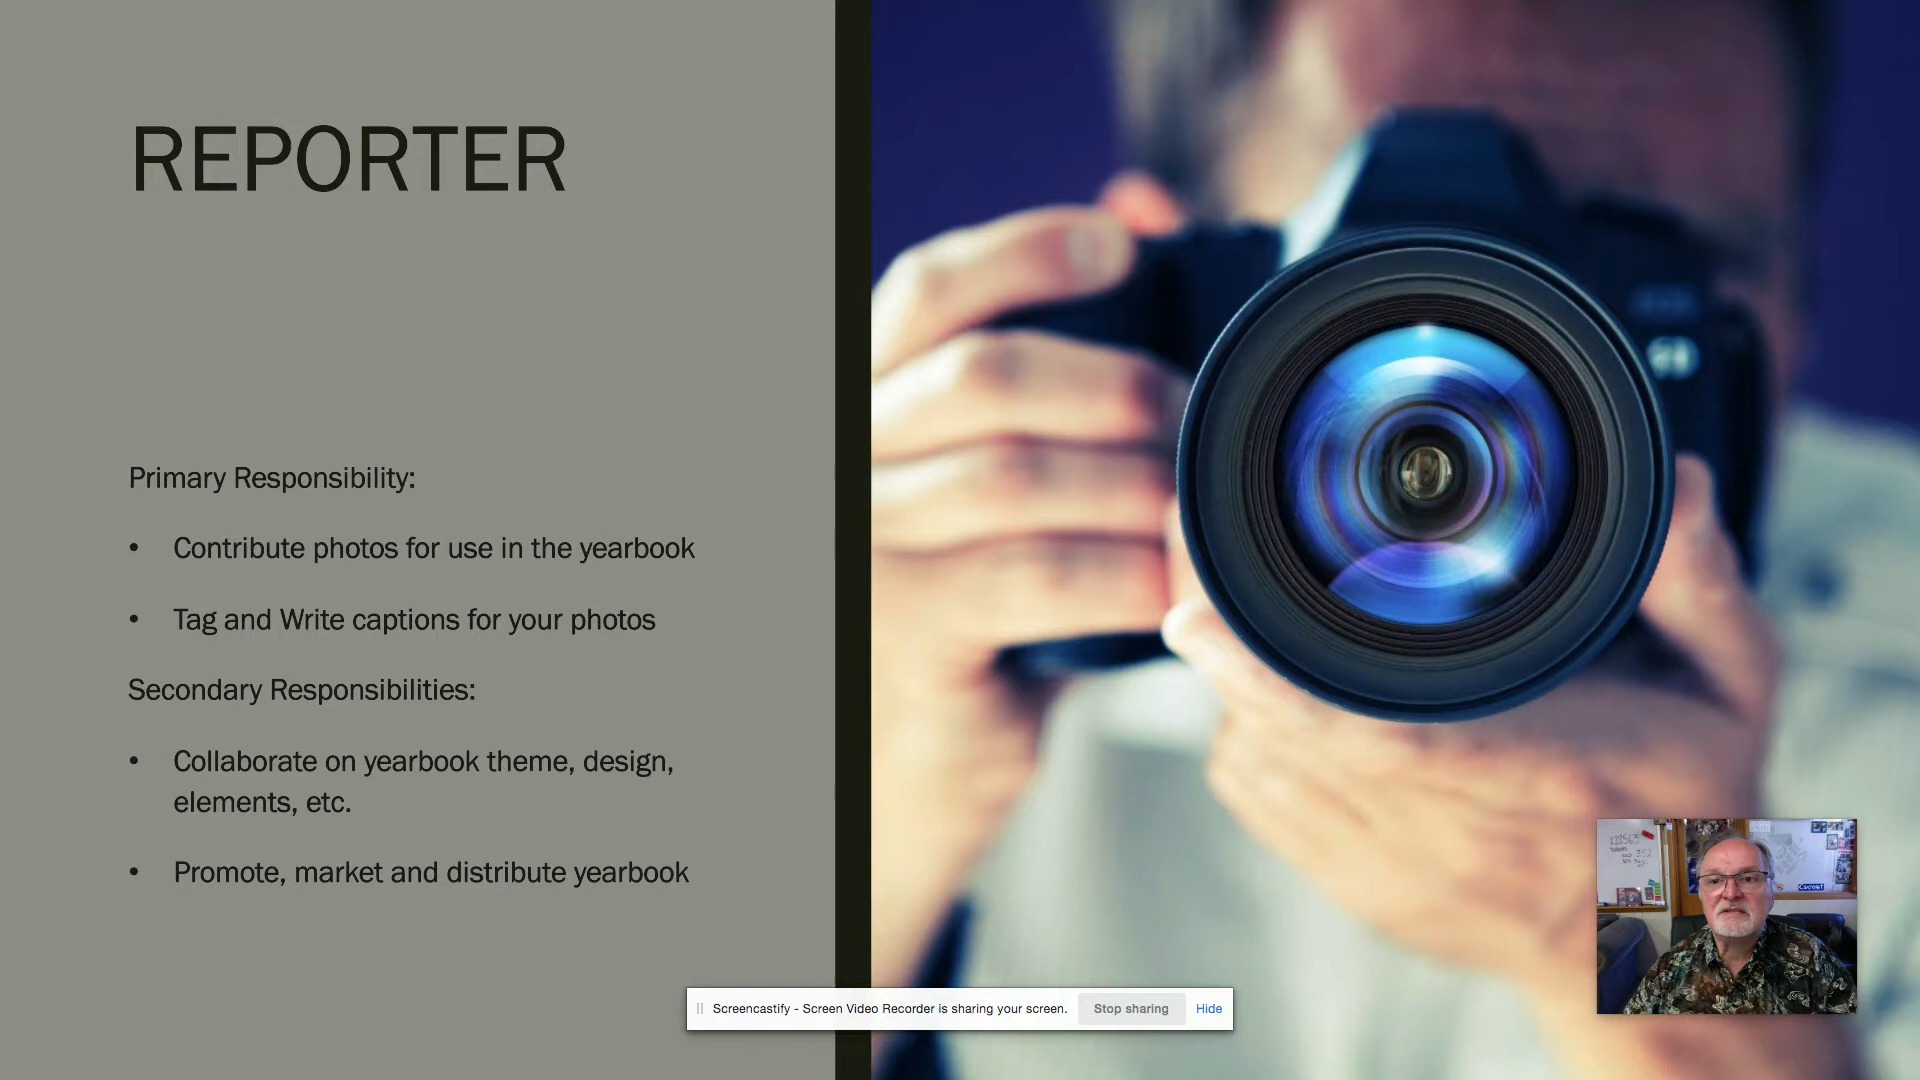 REPORTER
Primary Responsibility:
• Contribute photos for use in the yearbook
• Tag and Write captions for your photos
Secondary Responsibilities:
• Collaborate on yearbook theme, design,
elements, etc.
• Promote, market and distribute yearbook
Screencastify - Screen Video Recorder is sharing your screen.
Stop sharing
Hide